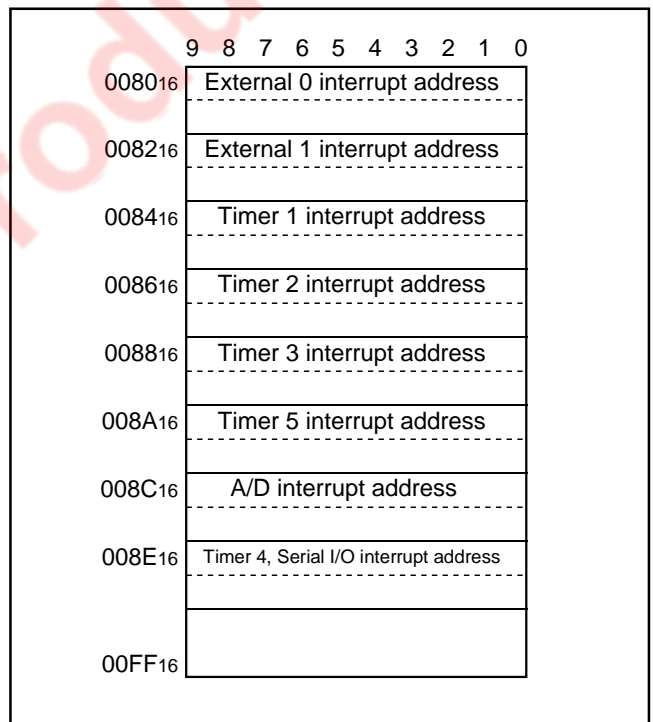 9 8 7 6 5 4 3 2 1 0
008016 External 0 interrupt address
008216 External 1 interrupt address
008416 Timer 1 interrupt address
008616 Timer 2 interrupt address
008816 Timer 3 interrupt address
008A16 Timer 5 interrupt address
008C16 A/D interrupt address
008E16 Timer 4, Serial I/O interrupt address
00FF16